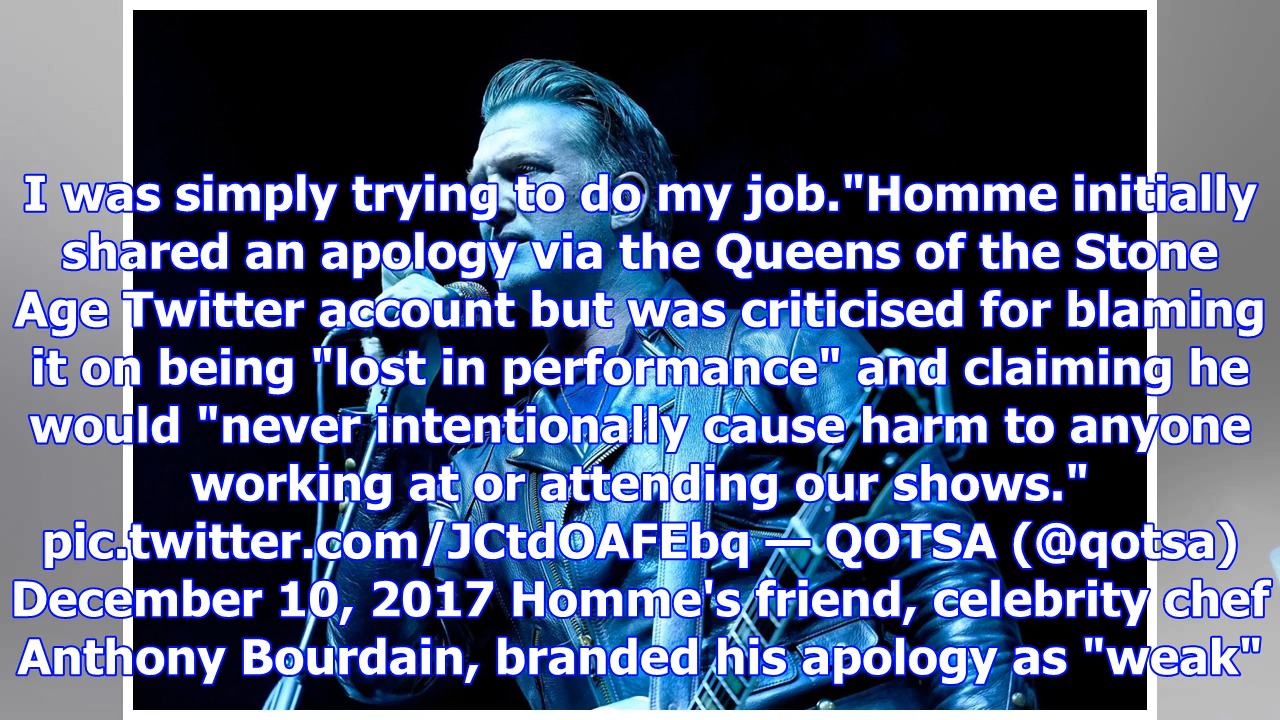 I was simply trying to do my job."Homme initially
shared an apology via the Queens of the Stone
Age Twitter account but was criticised for blaming
it on being "lost in performance" and claiming he
would "never intentionally cause harm to anyone
working at or attending our shows."
pic.twitter.com/JCtdOAFEbq — QOTSA (@qotsa)
December 10, 2017 Homme's friend, celebrity chef
Anthony Bourdain, branded his apology as "weak"